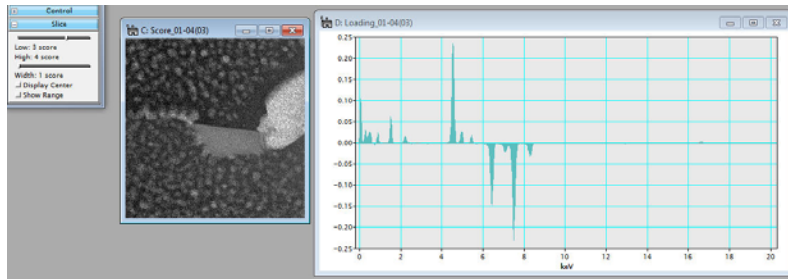 Control
Slice
Low: 3 score
High: 4 score
Width: 1 score
Display Center
Show Range
C: Score_01-04(03)
D: Loading_01-04(03)
0.25
0.20
0.15
0.10
0.05
0.00
-0.05
-0.10
-0.15
-0.20
-0.25
0 2 4 6 8 10 12 14 16 18 20
keV